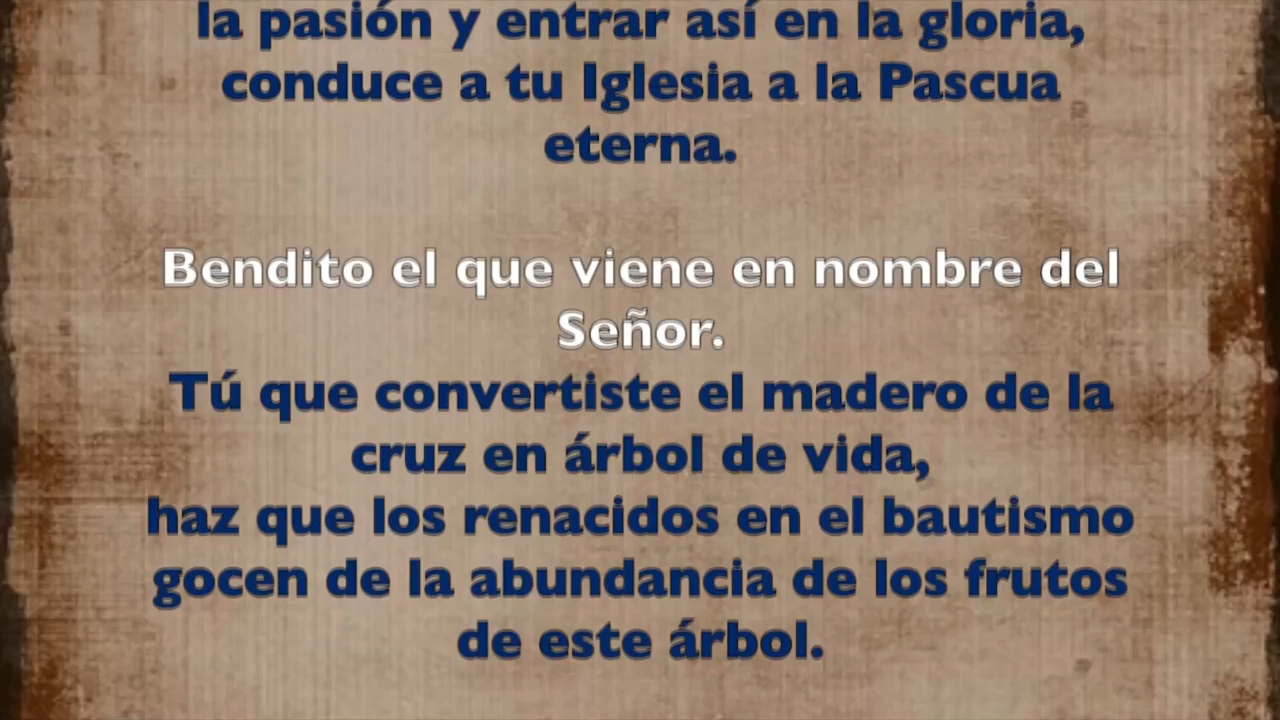 la pasión y entrar así en la gloria,
conduce a tu Iglesia a la Pascua
eterna.
Bendito el que viene en nombre del
Señor.
Tú que convertiste el madero de la
cruz en árbol de vida,
haz que los renacidos en el bautismo
gocen de la abundancia de los frutos
de este árbol.